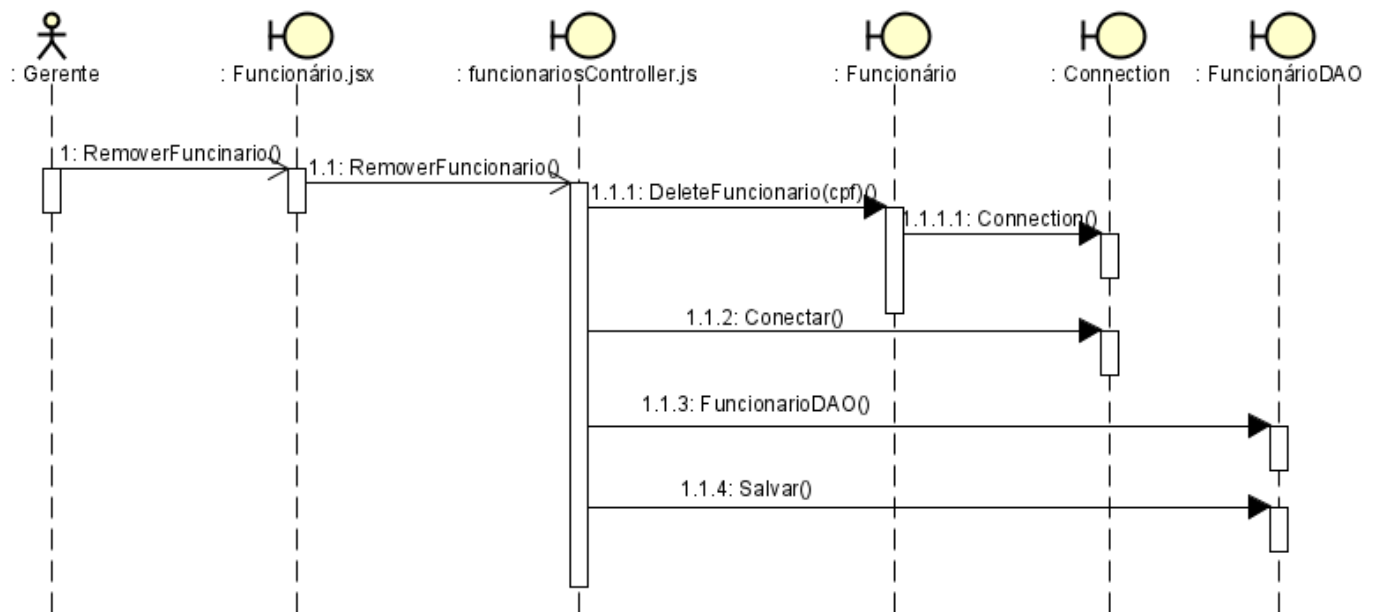 : Gerente
: Funcionário.jsx
: funcionariosController.js
: Funcionário
: Connection
: FuncionárioDAO
1: RemoverFuncinario()
1.1: RemoverFuncionario()
1.1.1: DeleteFuncionario(cpf)()
1.1.1.1: Connection()
1.1.2: Conectar()
1.1.3: FuncionarioDAO()
1.1.4: Salvar()